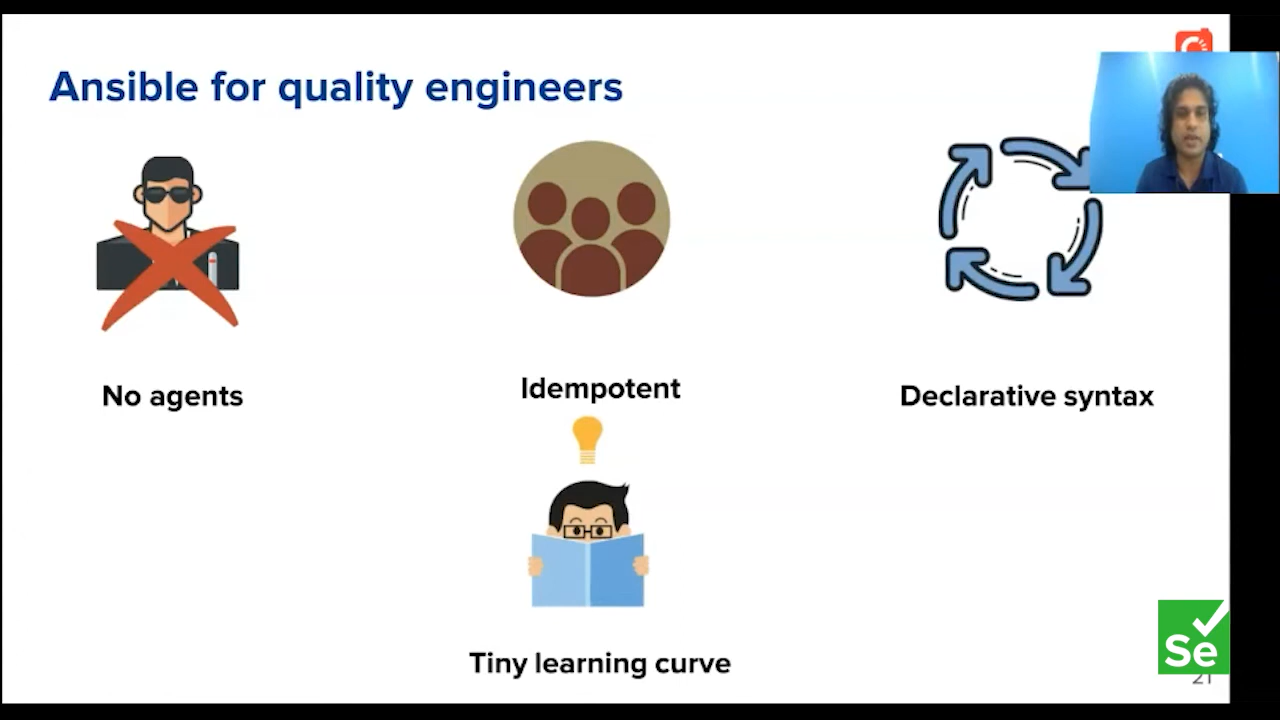 Ansible for quality engineers
No agents
Idempotent
Declarative syntax
Tiny learning curve
Se
21